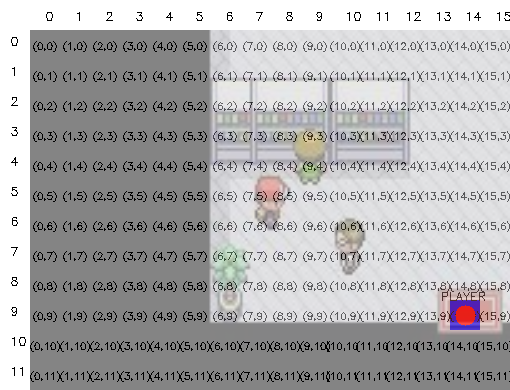 0 1 2 3 4 5 6 7 8 9 10 11 12 13 14 15
0 (0,0) (1,0) (2,0) (3,0) (4,0) (5,0) (6,0) (7,0) (8,0) (9,0) (10,0) (11,0) (12,0) (13,0) (14,0) (15,0)
1 (0,1) (1,1) (2,1) (3,1) (4,1) (5,1) (6,1) (7,1) (8,1) (9,1) (10,1) (11,1) (12,1) (13,1) (14,1) (15,1)
2 (0,2) (1,2) (2,2) (3,2) (4,2) (5,2) (6,2) (7,2) (8,2) (9,2) (10,2) (11,2) (12,2) (13,2) (14,2) (15,2)
3 (0,3) (1,3) (2,3) (3,3) (4,3) (5,3) (6,3) (7,3) (8,3) (9,3) (10,3) (11,3) (12,3) (13,3) (14,3) (15,3)
4 (0,4) (1,4) (2,4) (3,4) (4,4) (5,4) (6,4) (7,4) (8,4) (9,4) (10,4) (11,4) (12,4) (13,4) (14,4) (15,4)
5 (0,5) (1,5) (2,5) (3,5) (4,5) (5,5) (6,5) (7,5) (8,5) (9,5) (10,5) (11,5) (12,5) (13,5) (14,5) (15,5)
6 (0,6) (1,6) (2,6) (3,6) (4,6) (5,6) (6,6) (7,6) (8,6) (9,6) (10,6) (11,6) (12,6) (13,6) (14,6) (15,6)
7 (0,7) (1,7) (2,7) (3,7) (4,7) (5,7) (6,7) (7,7) (8,7) (9,7) (10,7) (11,7) (12,7) (13,7) (14,7) (15,7)
8 (0,8) (1,8) (2,8) (3,8) (4,8) (5,8) (6,8) (7,8) (8,8) (9,8) (10,8) (11,8) (12,8) (13,8) (14,8) (15,8)
PLAYER
9 (0,9) (1,9) (2,9) (3,9) (4,9) (5,9) (6,9) (7,9) (8,9) (9,9) (10,9) (11,9) (12,9) (13,9) (15,9)
10 (0,10) (1,10) (2,10) (3,10) (4,10) (5,10) (6,10) (7,10) (8,10) (9,10) (10,10) (11,10) (12,10) (13,10) (14,10) (15,10
11 (0,11) (1,11) (2,11) (3,11) (4,11) (5,11) (6,11) (7,11) (8,11) (9,11) (10,11) (11,11) (12,11) (13,11) (14,11) (15,11